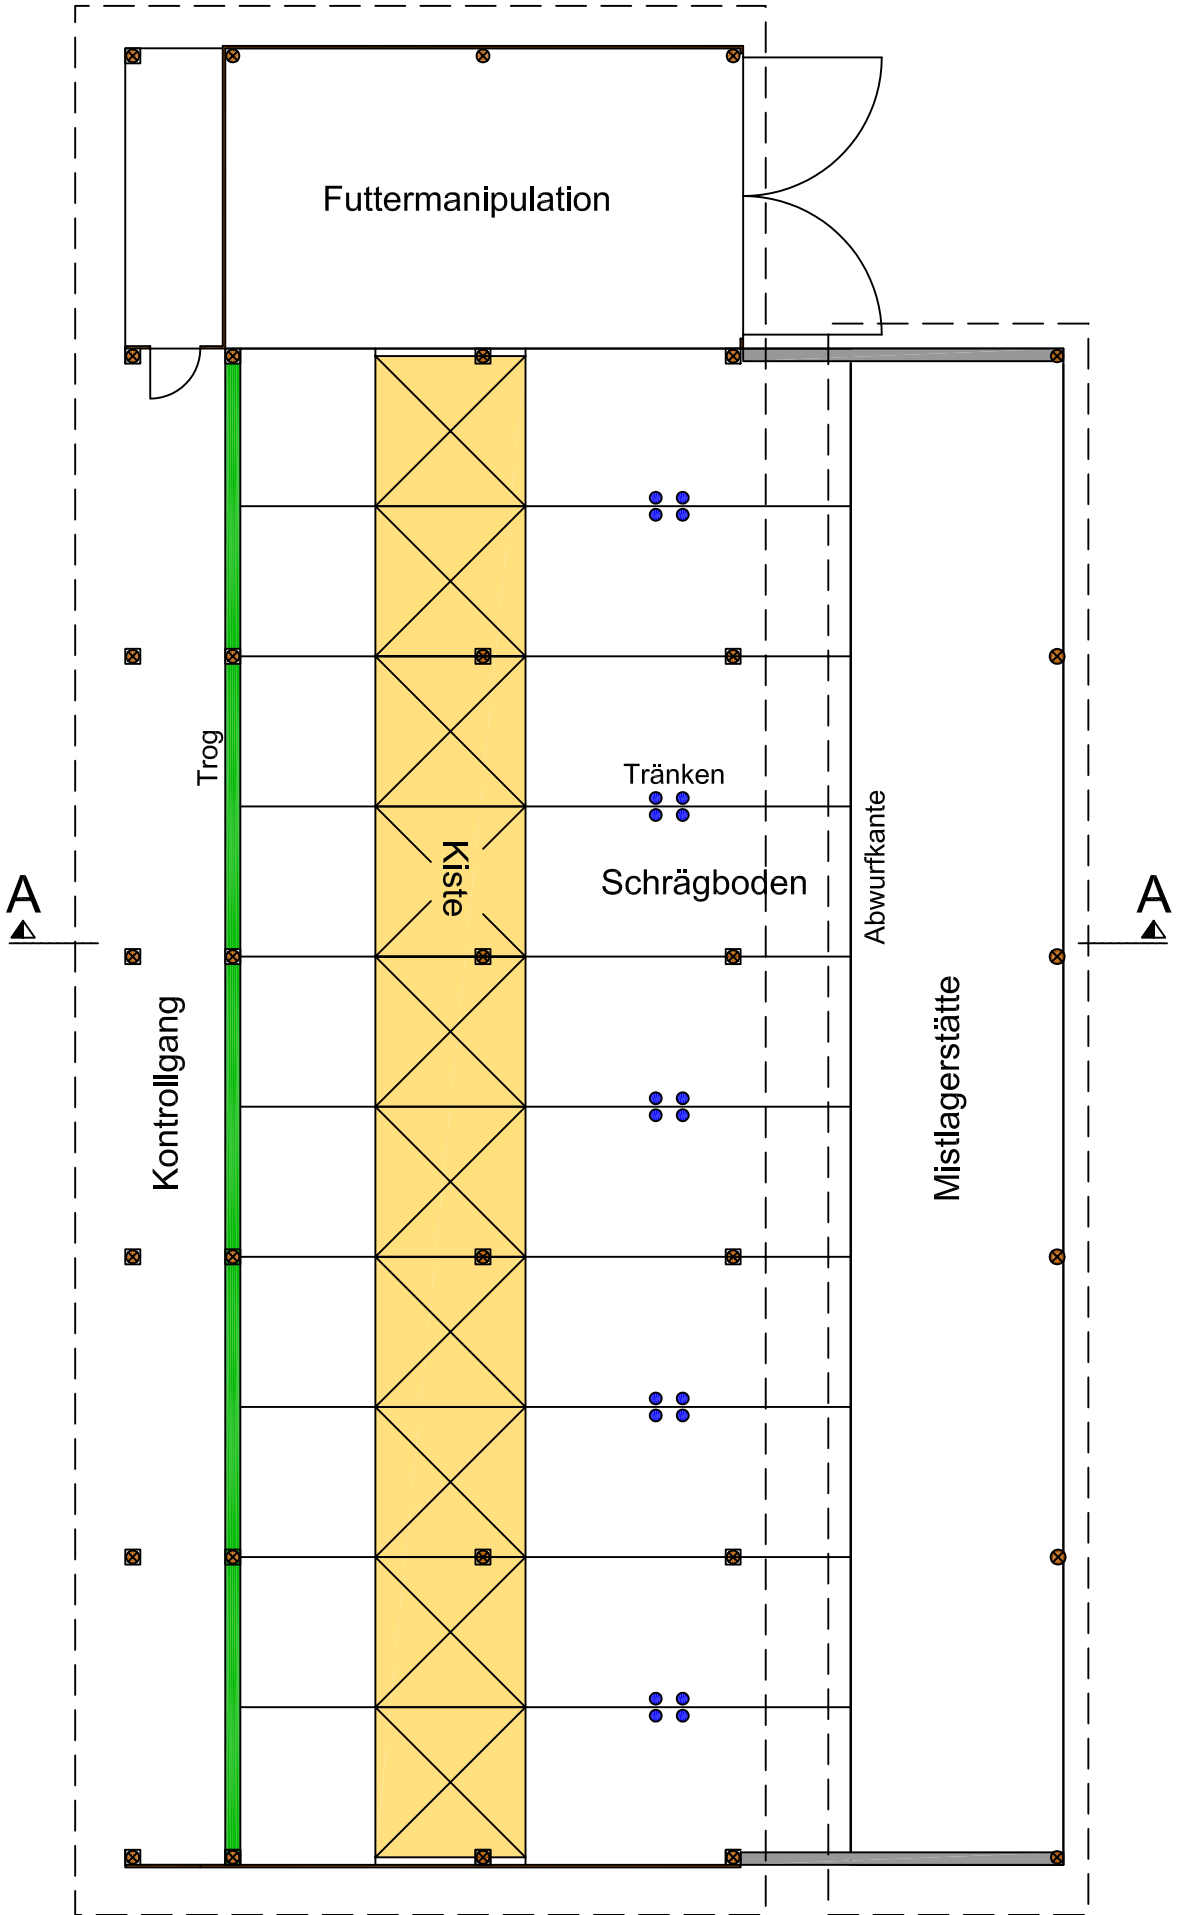 Futtermanipulation
Trog
Tränken
Kiste
Schrägboden
Abwurfkante
A
A
Kontrollgang
Mistlagerstätte